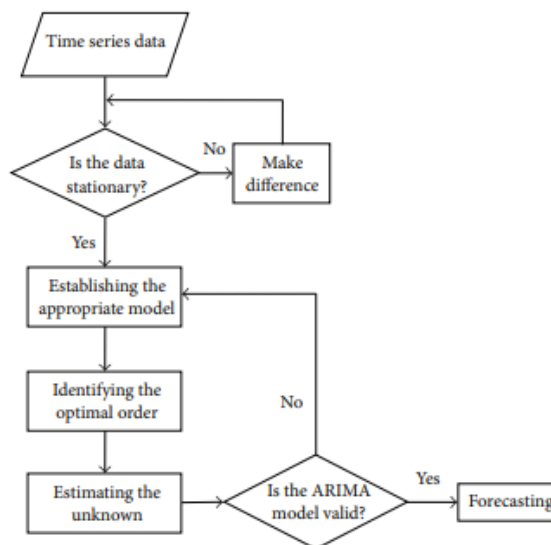 Time series data
Is the data
stationary?
No
Make
difference
Yes
Establishing the
appropriate model
Identifying the
optimal order
No
Estimating the
unknown
Is the ARIMA
model valid?
Yes
Forecasting